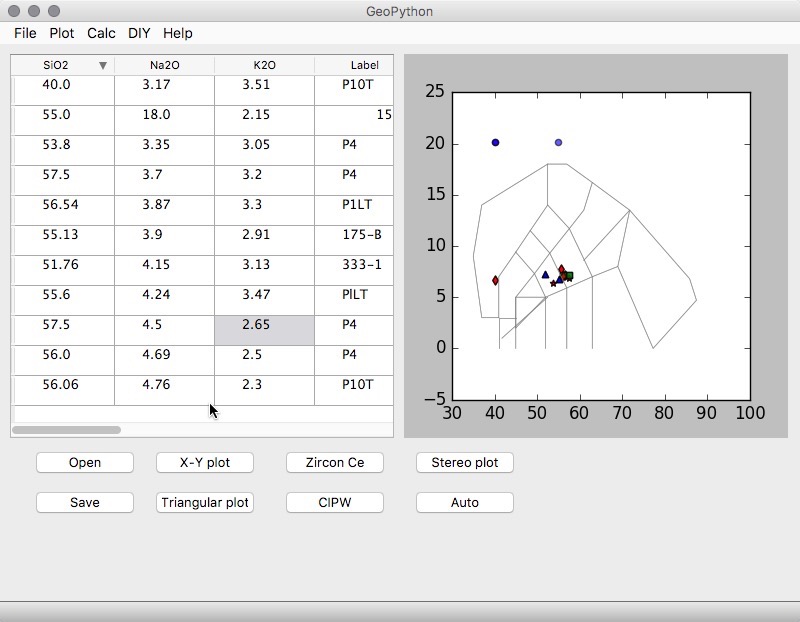 GeoPython
File Plot Calc DIY Help
SiO2 Na2O K2O Label
40.0 3.17 3.51 P10T
55.0 18.0 2.15 15
53.8 3.35 3.05 P4
57.5 3.7 3.2 P4
56.54 3.87 3.3 P1LT
55.13 3.9 2.91 175-B
51.76 4.15 3.13 333-1
55.6 4.24 3.47 PlLT
57.5 4.5 2.65 P4
56.0 4.69 2.5 P4
56.06 4.76 2.3 P10T
25
20
15
10
5
0
−5
30 40 50 60 70 80 90 100
Open X-Y plot Zircon Ce Stereo plot
Save Triangular plot CIPW Auto